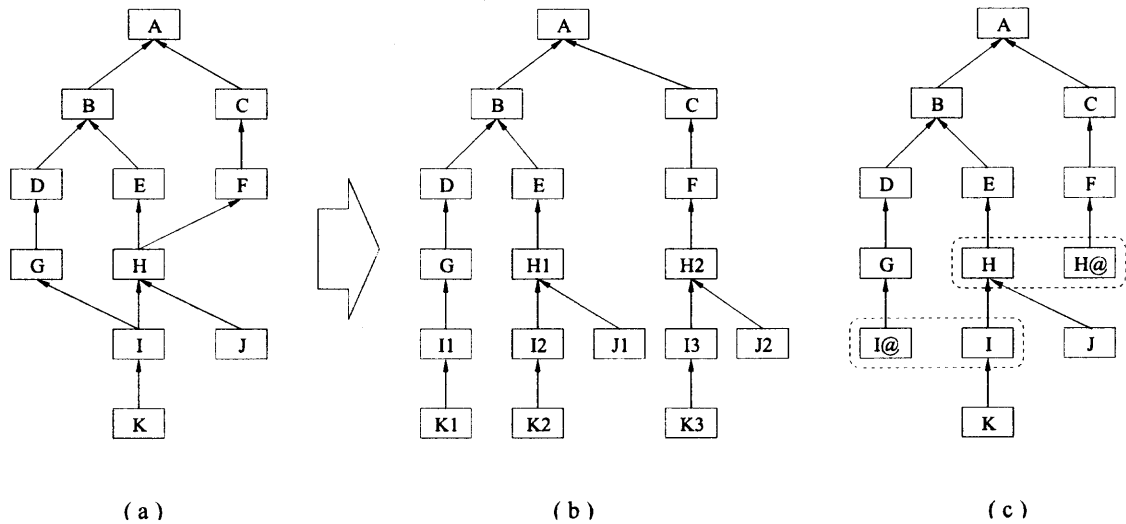 A A A
B C B C B C
D E F D E F D E F
G H G H1 H2 G H H@
I J I1 I2 J1 I3 J2 I@ I J
K K1 K2 K3 K
( a ) ( b ) ( c )